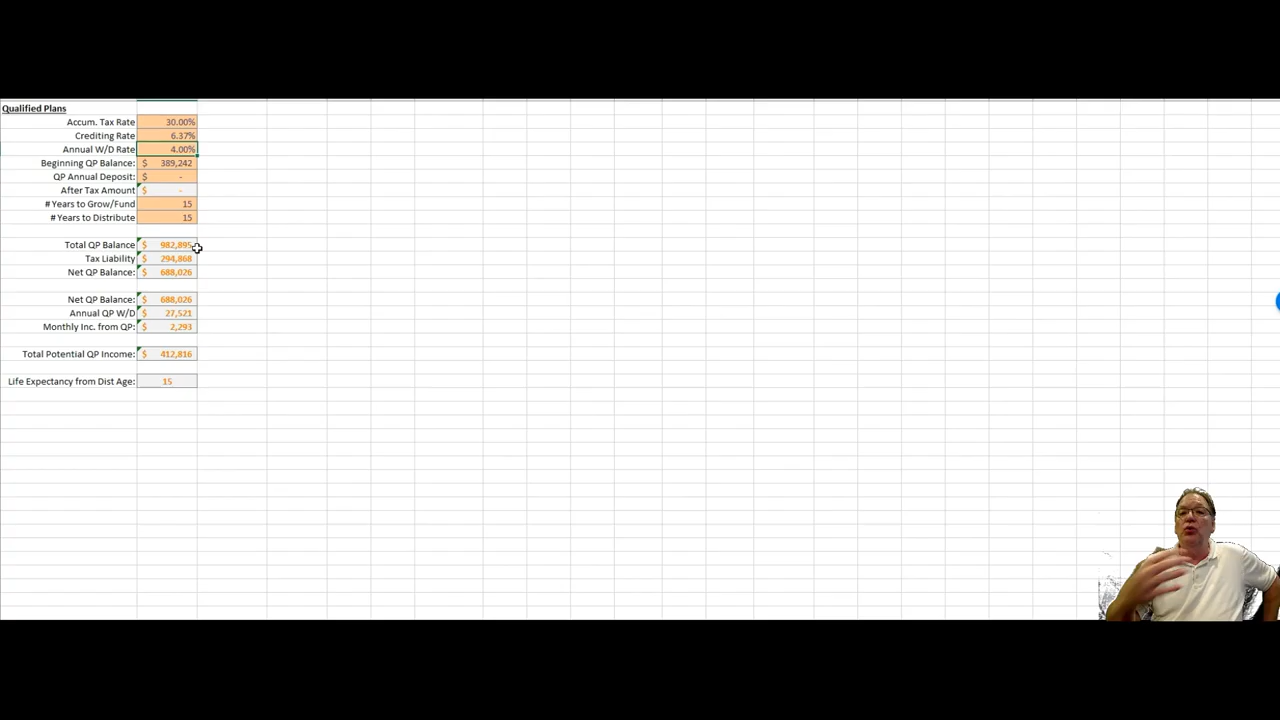 Qualified Plans
Accum. Tax Rate 30.00%
Crediting Rate 6.37%
Annual W/D Rate 4.00%
Beginning QP Balance: $ 389,242
QP Annual Deposit: $ -
After Tax Amount $ -
# Years to Grow/Fund 15
# Years to Distribute 15
Total QP Balance $ 982,895
Tax Liability $ 294,868
Net QP Balance: $ 688,026
Net QP Balance: $ 688,026
Annual QP W/D $ 27,521
Monthly Inc. from QP: $ 2,293
Total Potential QP Income: $ 412,816
Life Expectancy from Dist Age: 15